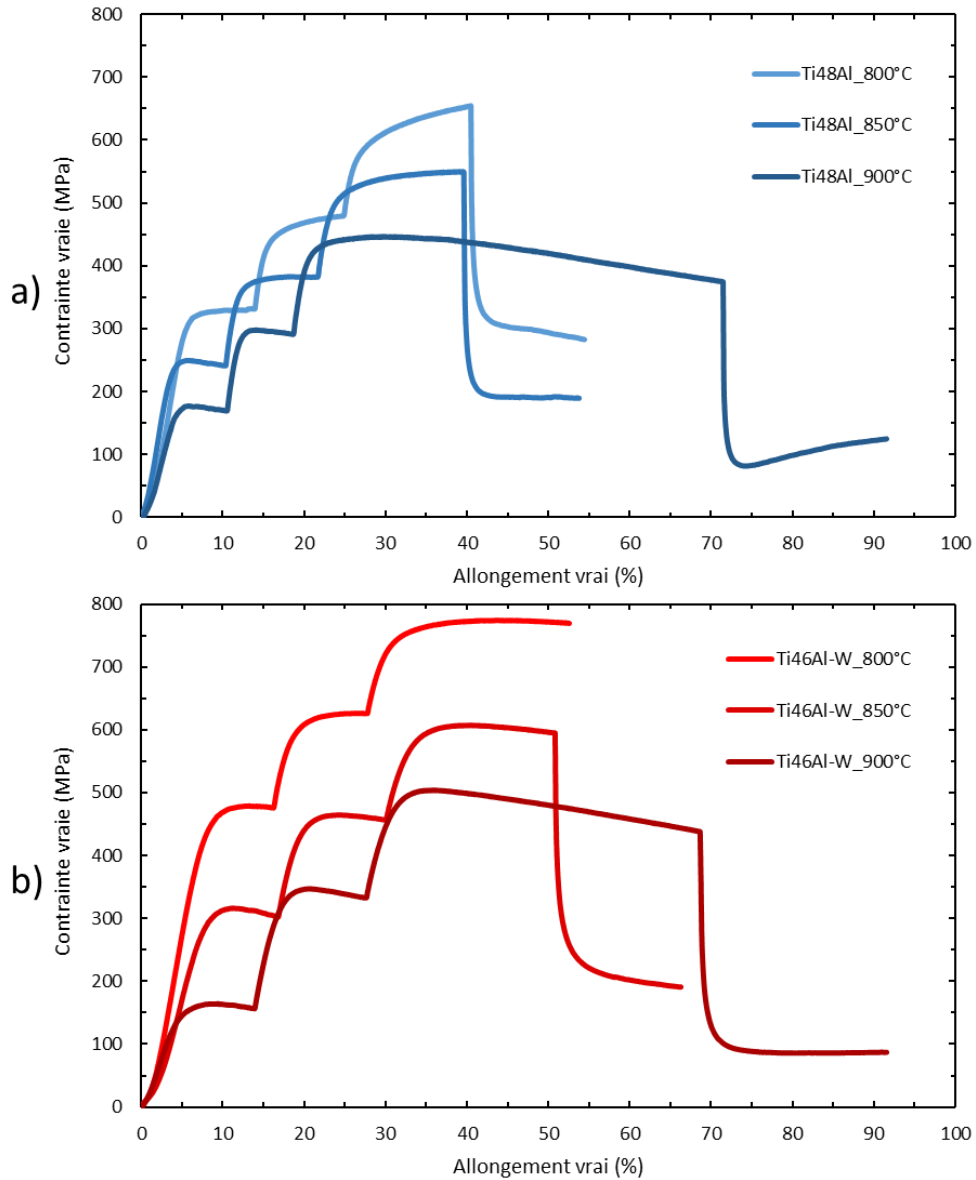 a)
Contrainte vraie (MPa)
800
700
600
500
400
300
200
100
0
Ti48Al_800°C
Ti48Al_850°C
Ti48Al_900°C
0 10 20 30 40 50 60 70 80 90 100
Allongement vrai (%)
b)
Contrainte vraie (MPa)
800
700
600
500
400
300
200
100
0
Ti46Al-W_800°C
Ti46Al-W_850°C
Ti46Al-W_900°C
0 10 20 30 40 50 60 70 80 90 100
Allongement vrai (%)